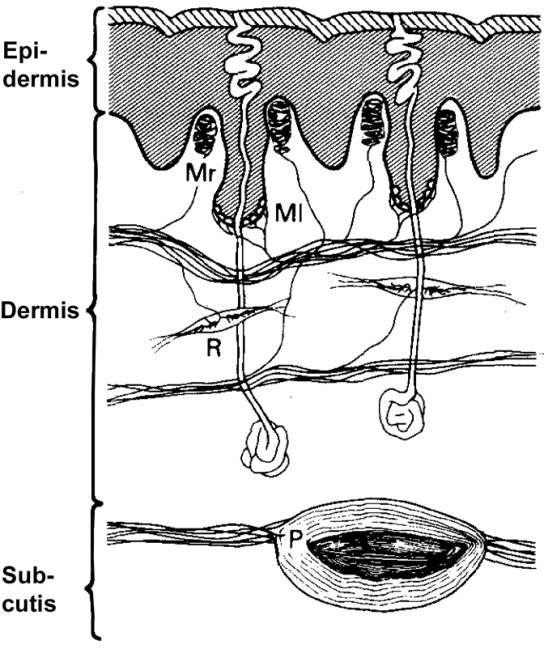 Epi-
dermis
Mr
Ml
Dermis
R
P
Sub-
cutis